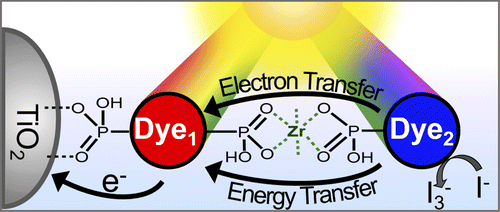 Electron Transfer
TiO2
O
O
P
OH
Dye1
P
O
HO
O
Zr
O
O
P
OH
Dye2
Energy Transfer
e-
I3-
I-